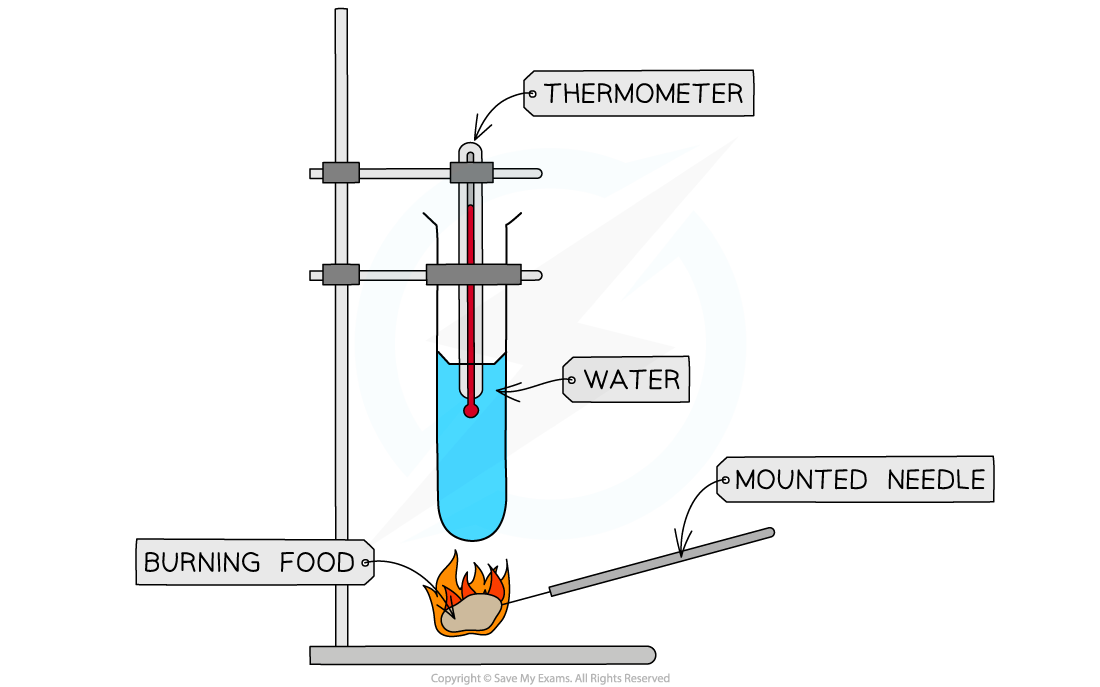 THERMOMETER
WATER
MOUNTED NEEDLE
BURNING FOOD
Copyright © Save My Exams. All Rights Reserved